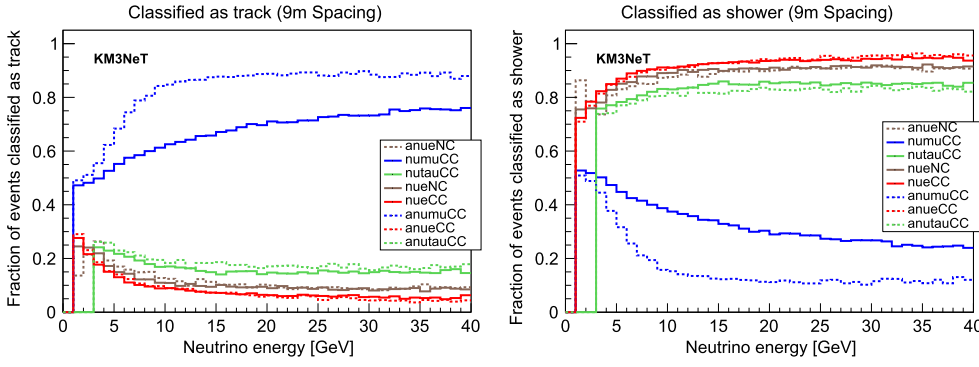 Classified as track (9m Spacing)
Fraction of events classified as track
1
0.8
0.6
0.4
0.2
0
KM3NeT
anueNC
numuCC
nutauCC
nueNC
nueCC
anumuCC
anueCC
anutauCC
0 5 10 15 20 25 30 35 40
Neutrino energy [GeV]
Classified as shower (9m Spacing)
Fraction of events classified as shower
1
0.8
0.6
0.4
0.2
0
KM3NeT
anueNC
numuCC
nutauCC
nueNC
nueCC
anumuCC
anueCC
anutauCC
0 5 10 15 20 25 30 35 40
Neutrino energy [GeV]